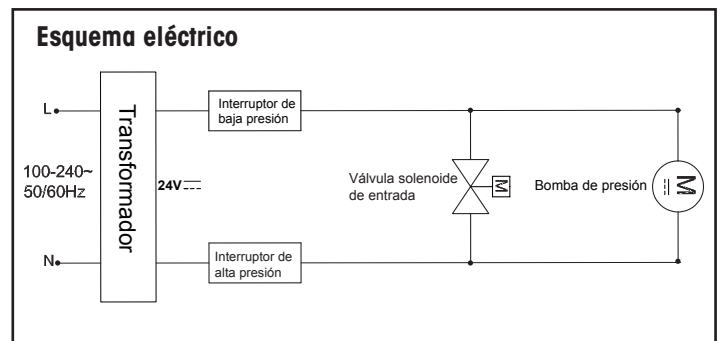 Esquema eléctrico
L
Transformador
Interruptor de
baja presión
100-240~
50/60Hz
24V
Válvula solenoide
de entrada
M
Bomba de presión
M
N
Interruptor de
alta presión